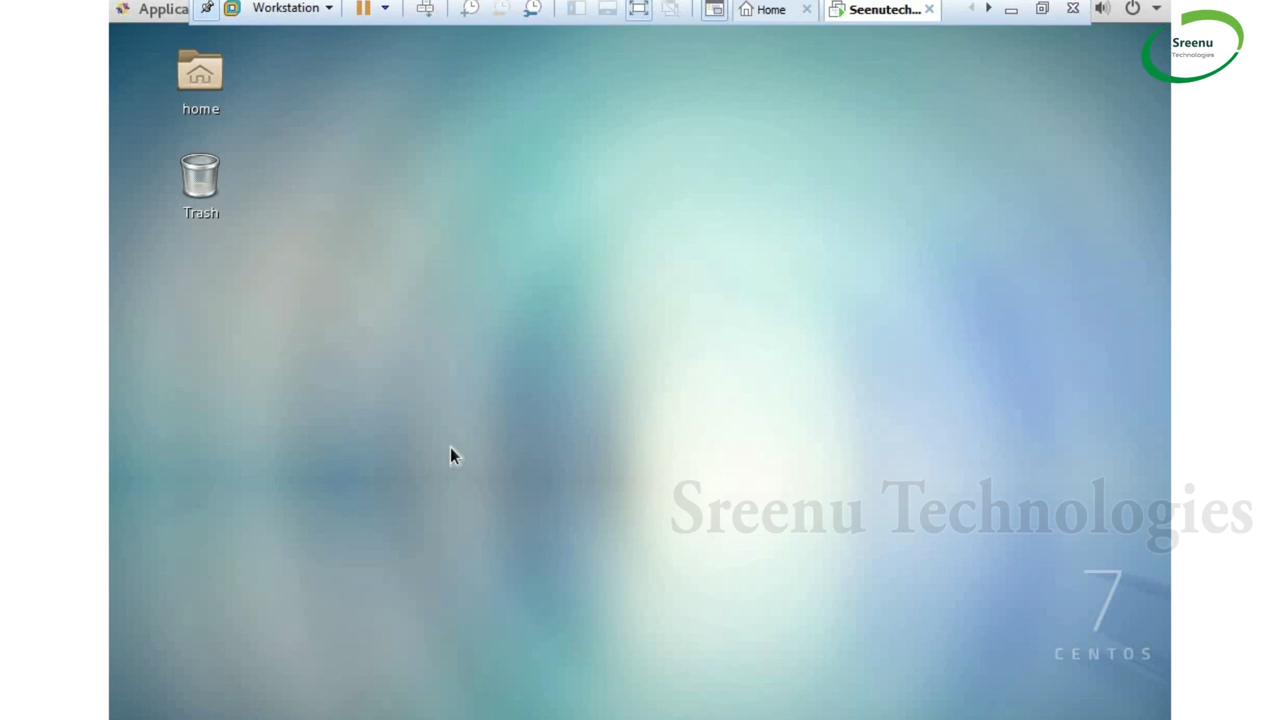 Applica
Workstation
Home
Seenutech...
Sreenu
Technologies
home
Trash
Sreenu Technologies
7
CENTOS